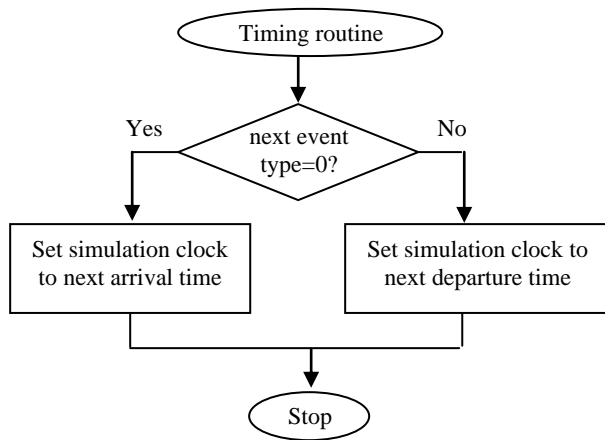 Timing routine
Yes
No
next event
type=0?
Set simulation clock
to next arrival time
Set simulation clock to
next departure time
Stop